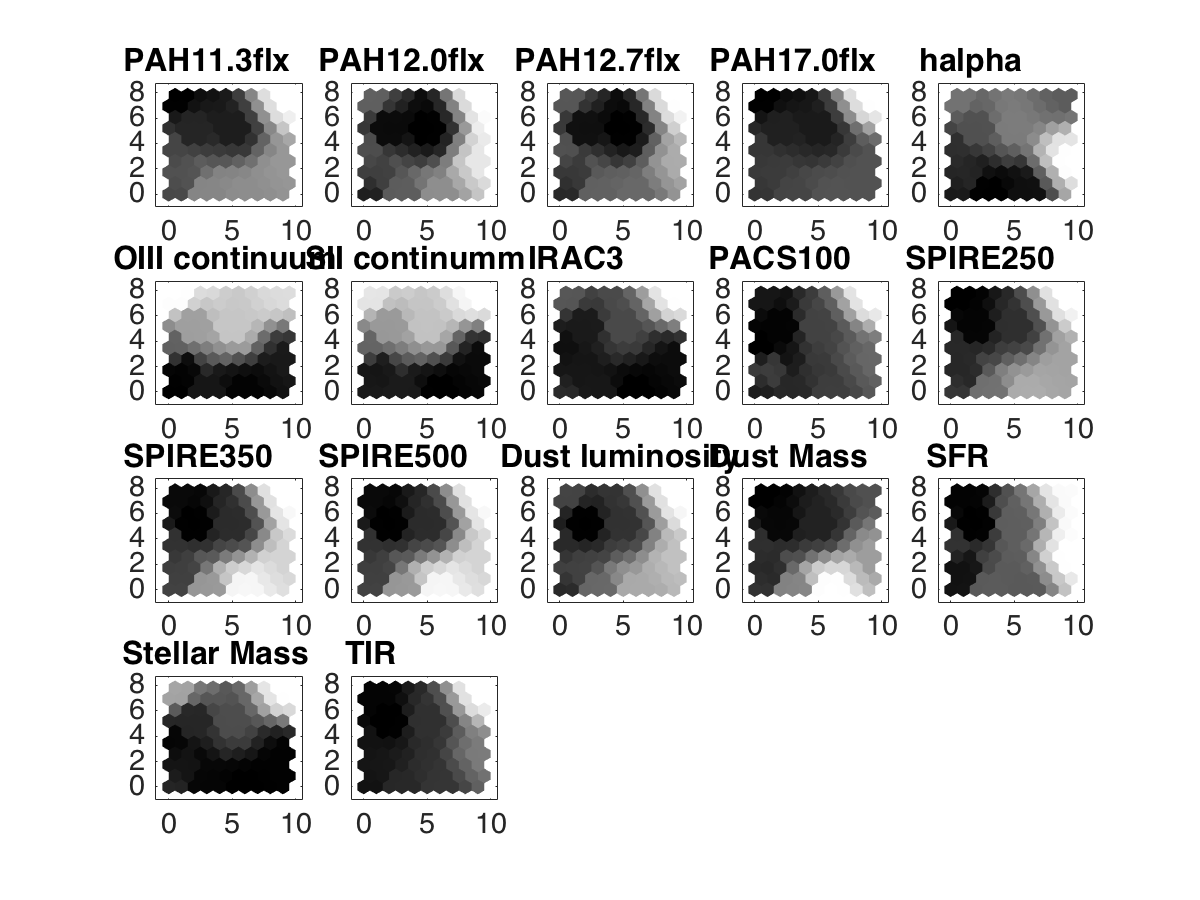 PAH11.3flx PAH12.0flx PAH12.7flx PAH17.0flx halpha
8 8 8 8 8
6 6 6 6 6
4 4 4 4 4
2 2 2 2 2
0 0 0 0 0
0 5 10 0 5 10 0 5 10 0 5 10 0 5 10
OIII continuum SII continumm IRAC3 PACS100 SPIRE250
8 8 8 8 8
6 6 6 6 6
4 4 4 4 4
2 2 2 2 2
0 0 0 0 0
0 5 10 0 5 10 0 5 10 0 5 10 0 5 10
SPIRE350 SPIRE500 Dust luminosity Dust Mass SFR
8 8 8 8 8
6 6 6 6 6
4 4 4 4 4
2 2 2 2 2
0 0 0 0 0
0 5 10 0 5 10 0 5 10 0 5 10 0 5 10
Stellar Mass TIR
8 8
6 6
4 4
2 2
0 0
0 5 10 0 5 10